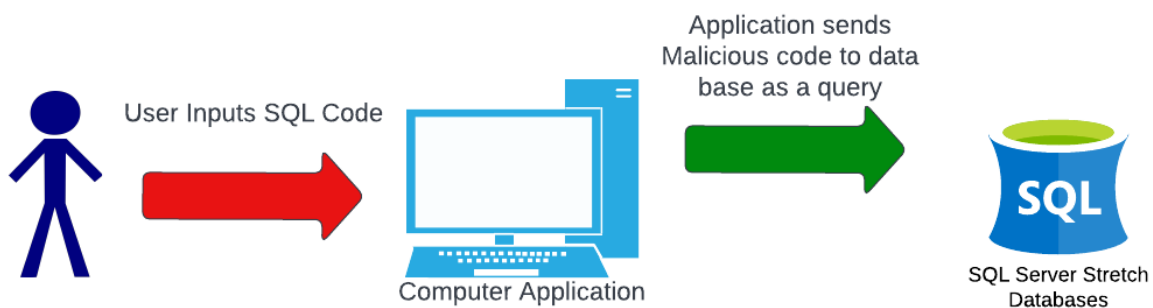 User Inputs SQL Code
Computer Application
Application sends
Malicious code to data
base as a query
SQL
SQL Server Stretch
Databases